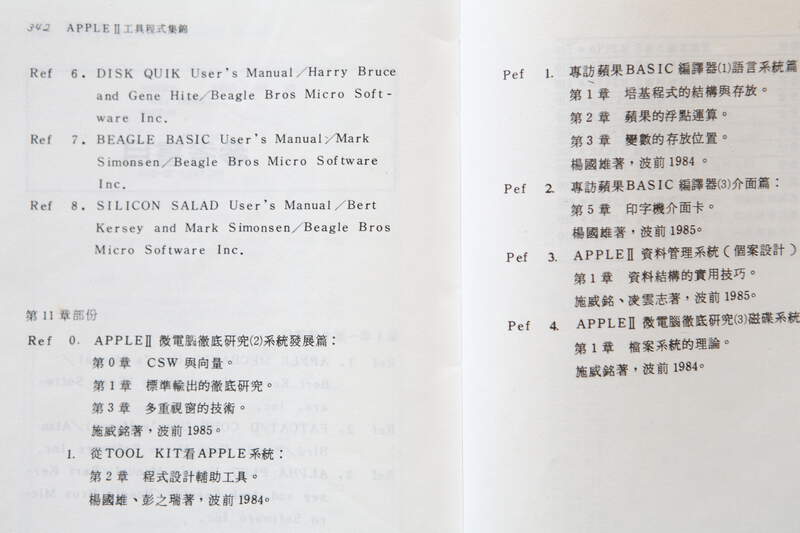 342 APPLE II 工具程式集錦
Ref 6. DISK QUIK User's Manual/Harry Bruce
and Gene Hite/Beagle Bros Micro Soft-
ware Inc.
Ref 7. BEAGLE BASIC User's Manual/Mark
Simonsen/Beagle Bros Micro Software
Inc.
Ref 8. SILICON SALAD User's Manual/Bert
Kersey and Mark Simonsen/Beagle Bros
Micro Software Inc.
第11章部份
Ref 0. APPLE II 微電腦徹底研究(2)系統發展篇：
第0章 CSW與向量。
第1章 標準輸出的徹底研究。
第3章 多重視窗的技術。
施威銘著，波前1985。
1. 從TOOL KIT看APPLE系統：
第2章 程式設計輔助工具。
楊國雄、彭之瑞著，波前1984。
Pef 1. 專訪蘋果BASIC編譯器(1)語言系統篇
第1章 培基程式的結構與存放。
第2章 蘋果的浮點運算。
第3章 變數的存放位置。
楊國雄著，波前1984。
Pef 2. 專訪蘋果BASIC編譯器(3)介面篇：
第5章 印字機介面卡。
楊國雄著，波前1985。
Pef 3. APPLE II 資料管理系統（個案設計）
第1章 資料結構的實用技巧。
施威銘、凌雲志著，波前1985。
Pef 4. APPLE II 微電腦徹底研究(3)磁碟系統
第1章 檔案系統的理論。
施威銘著，波前1984。